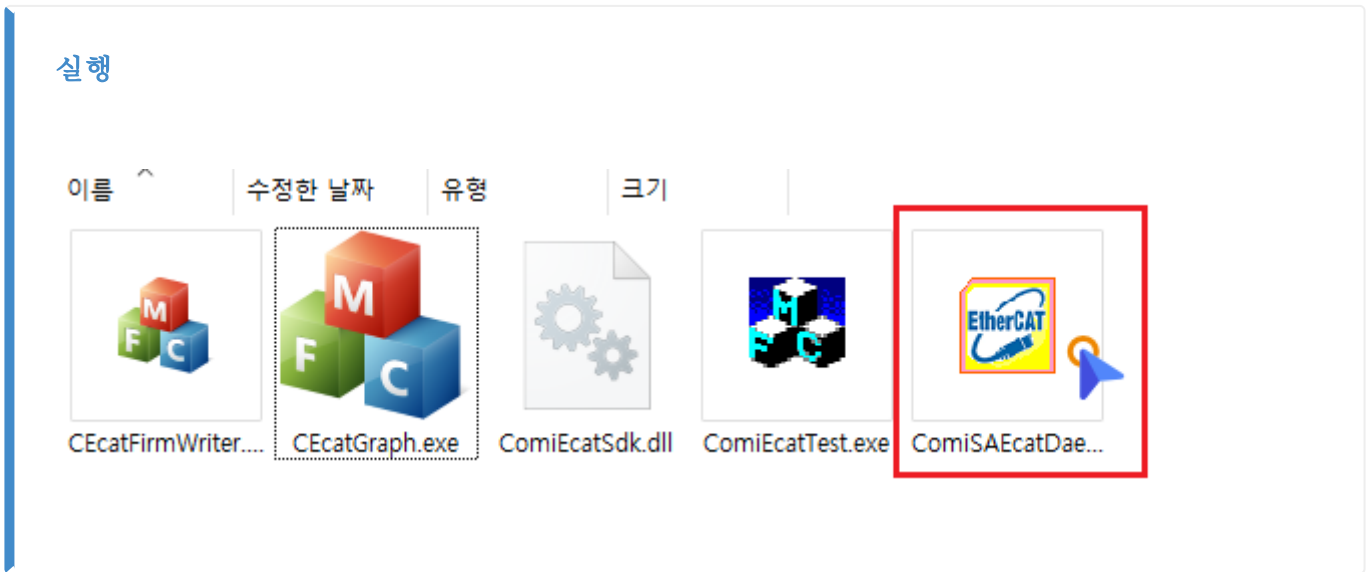 실행
이름 수정한 날짜 유형 크기
M F C M F C M F C EtherCAT
CEcatFirmWriter.... CEcatGraph.exe ComiEcatSdk.dll ComiEcatTest.exe ComiSAEcatDae...